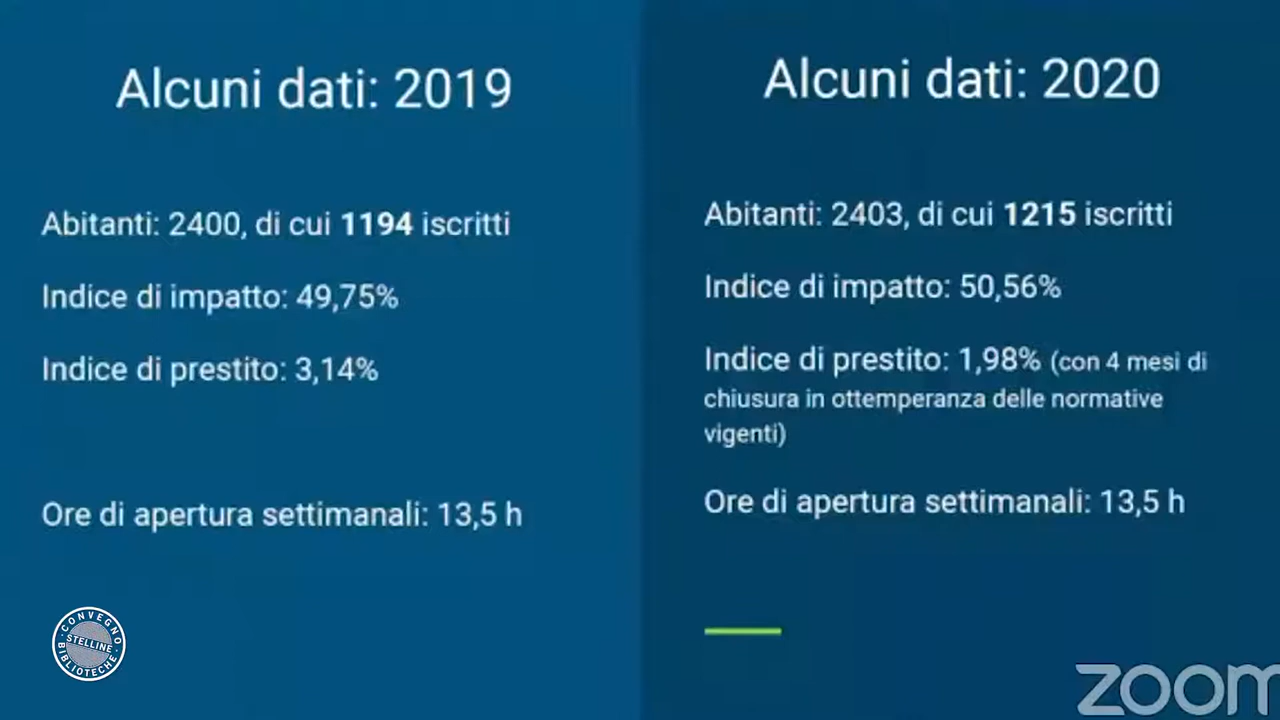 Alcuni dati: 2019
Abitanti: 2400, di cui 1194 iscritti
Indice di impatto: 49,75%
Indice di prestito: 3,14%
Ore di apertura settimanali: 13,5 h
Alcuni dati: 2020
Abitanti: 2403, di cui 1215 iscritti
Indice di impatto: 50,56%
Indice di prestito: 1,98% (con 4 mesi di
chiusura in ottemperanza delle normative
vigenti)
Ore di apertura settimanali: 13,5 h
CONVEGNO
STELLINE
BIBLIOTECHE
zoom